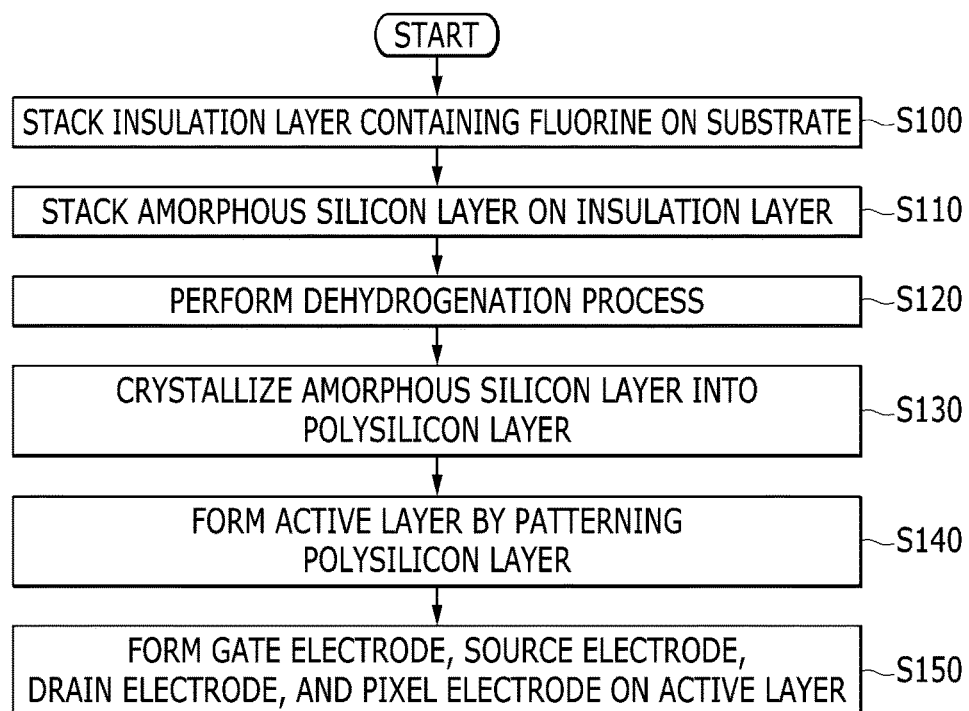 START
STACK INSULATION LAYER CONTAINING FLUORINE ON SUBSTRATE
S100
STACK AMORPHOUS SILICON LAYER ON INSULATION LAYER
S110
PERFORM DEHYDROGENATION PROCESS
S120
CRYSTALLIZE AMORPHOUS SILICON LAYER INTO
POLYSILICON LAYER
S130
FORM ACTIVE LAYER BY PATTERNING
POLYSILICON LAYER
S140
FORM GATE ELECTRODE, SOURCE ELECTRODE,
DRAIN ELECTRODE, AND PIXEL ELECTRODE ON ACTIVE LAYER
S150